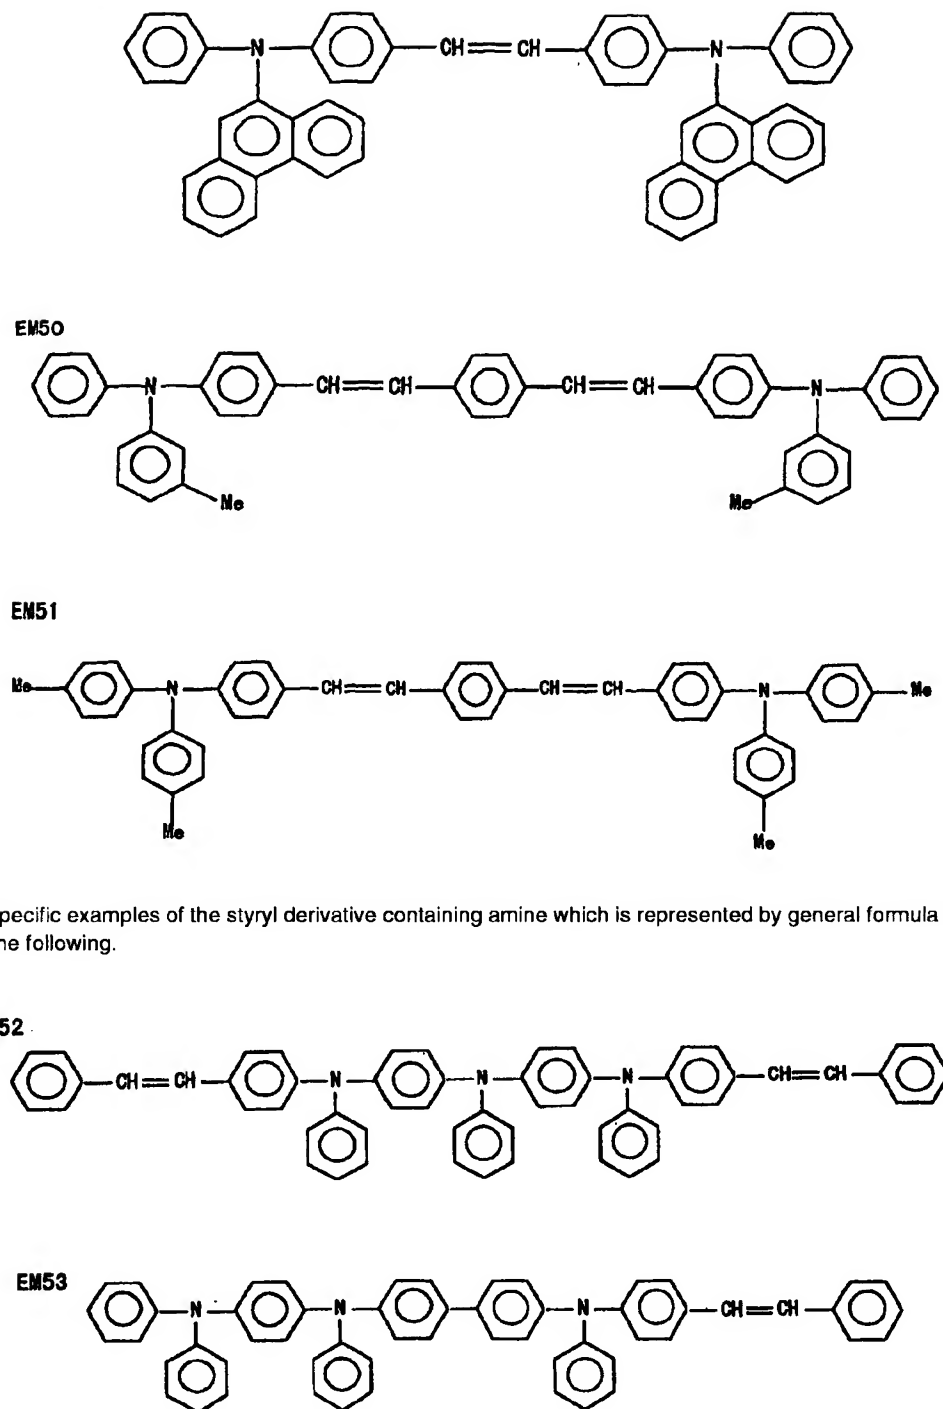 N CH CH N
EM50
N CH CH CH CH N
Me Me
EM51
Me N CH CH CH CH N Me
Me Me
pecific examples of the styryl derivative containing amine which is represented by general formula
ne following.
52
CH CH N N N CH CH
EM53
N N N CH CH